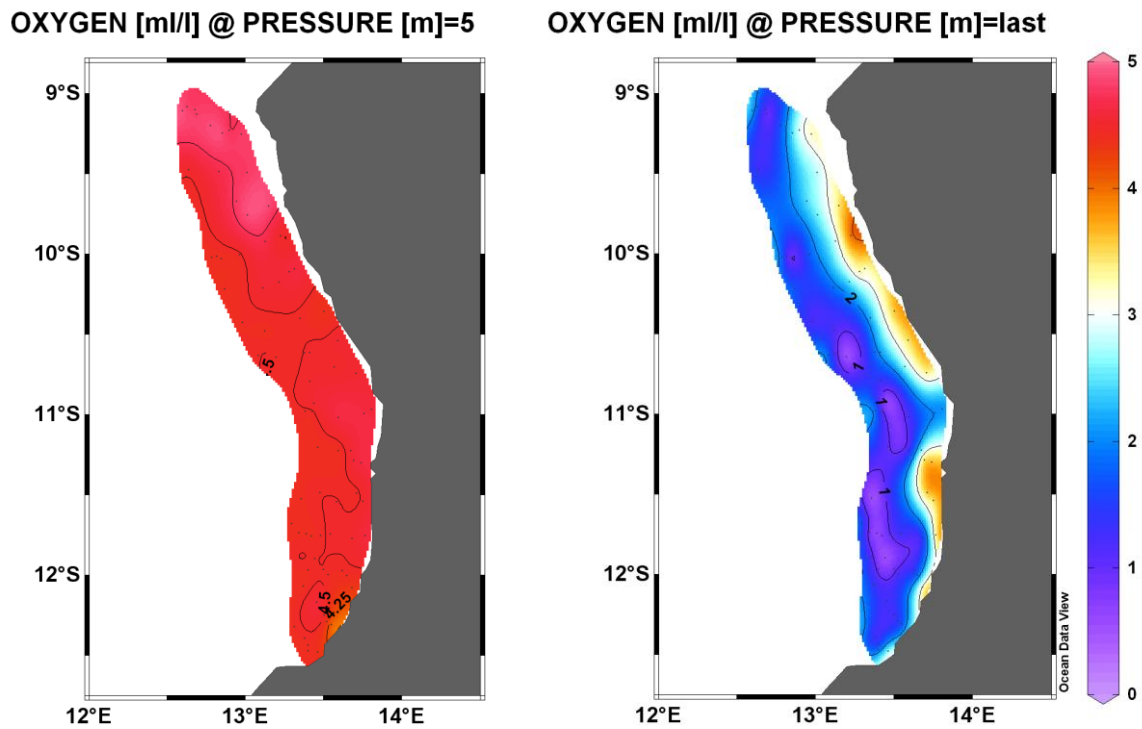 OXYGEN [ml/l] @ PRESSURE [m]=5
OXYGEN [ml/l] @ PRESSURE [m]=last
9°S
10°S
11°S
12°S
12°E
13°E
14°E
.5
4.5
4.25
9°S
10°S
11°S
12°S
12°E
13°E
14°E
2
1
1
1
Ocean Data View
5
4
3
2
1
0